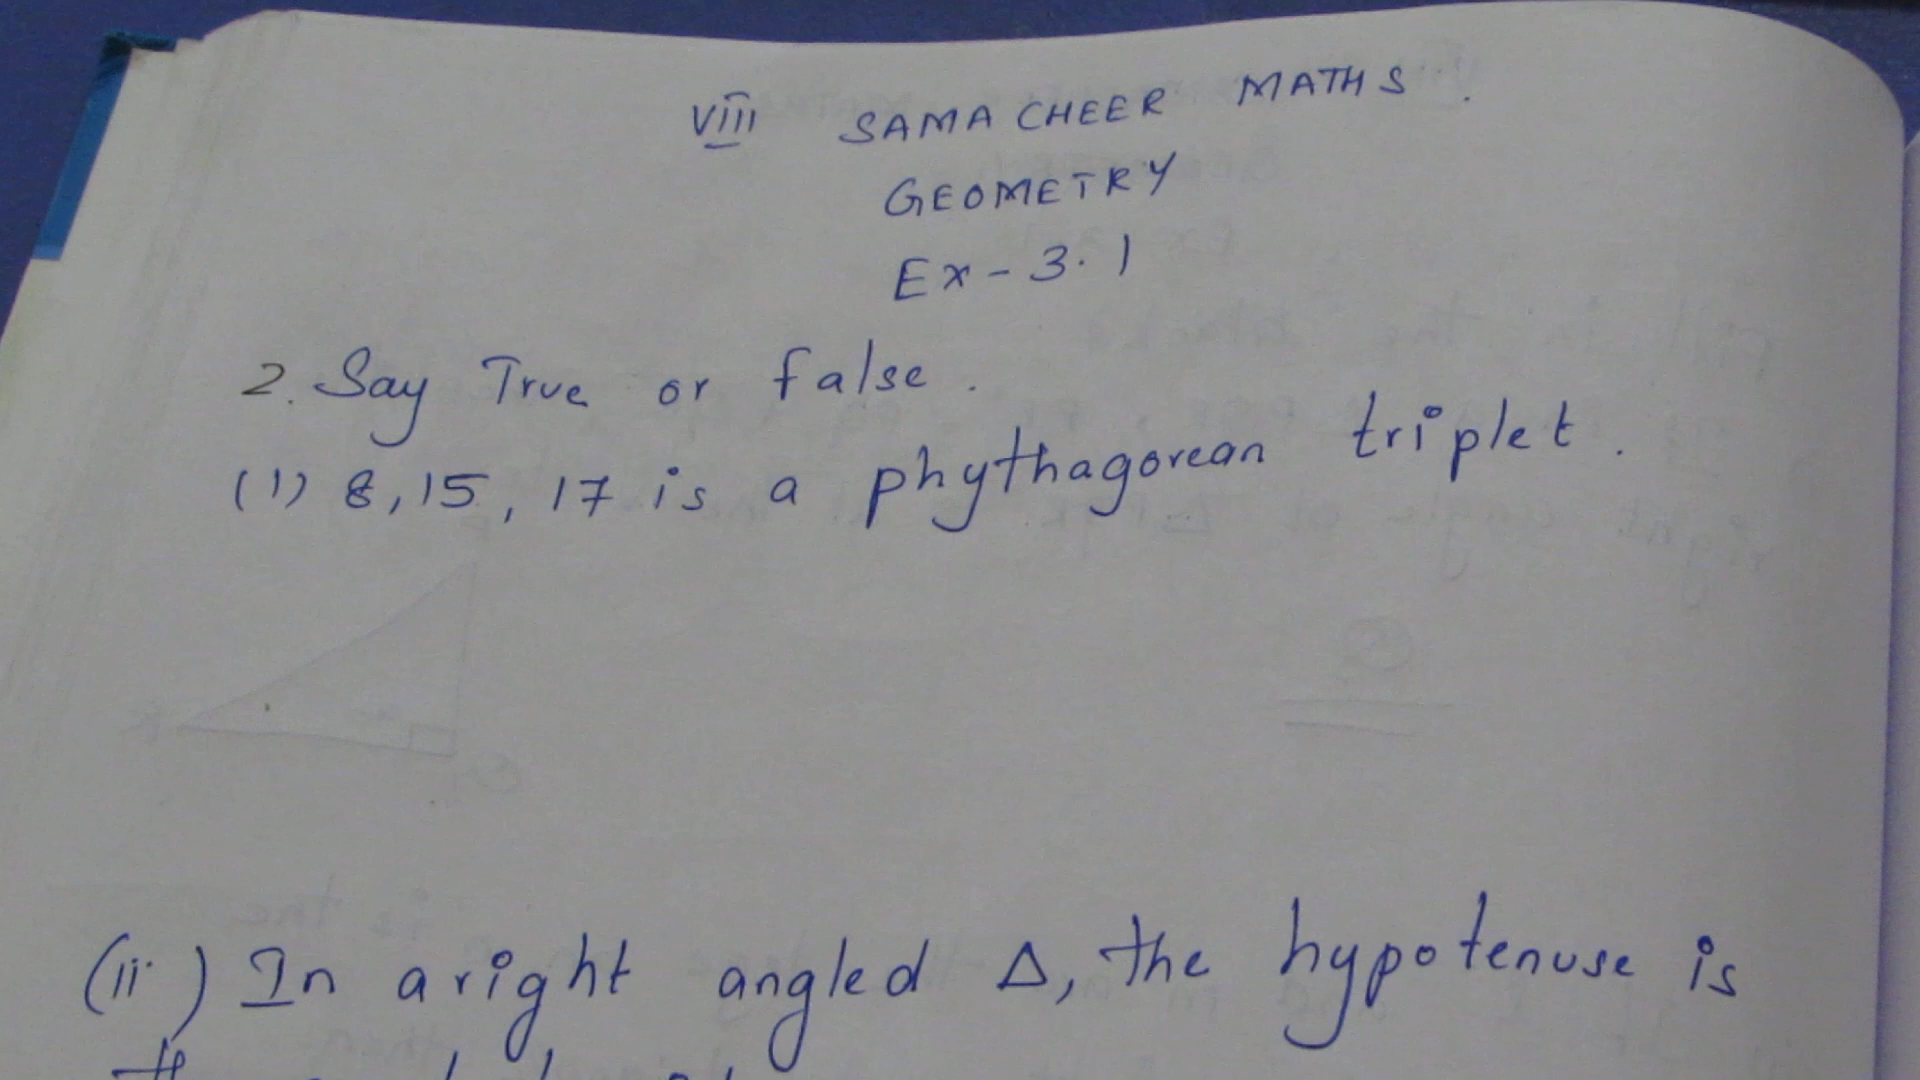 VIII SAMACHEER MATHS.
GEOMETRY
Ex - 3.1
2. Say True or false.
(1) 8, 15, 17 is a phythagorean triplet.
(ii) In a right angled Δ, the hypotenuse is